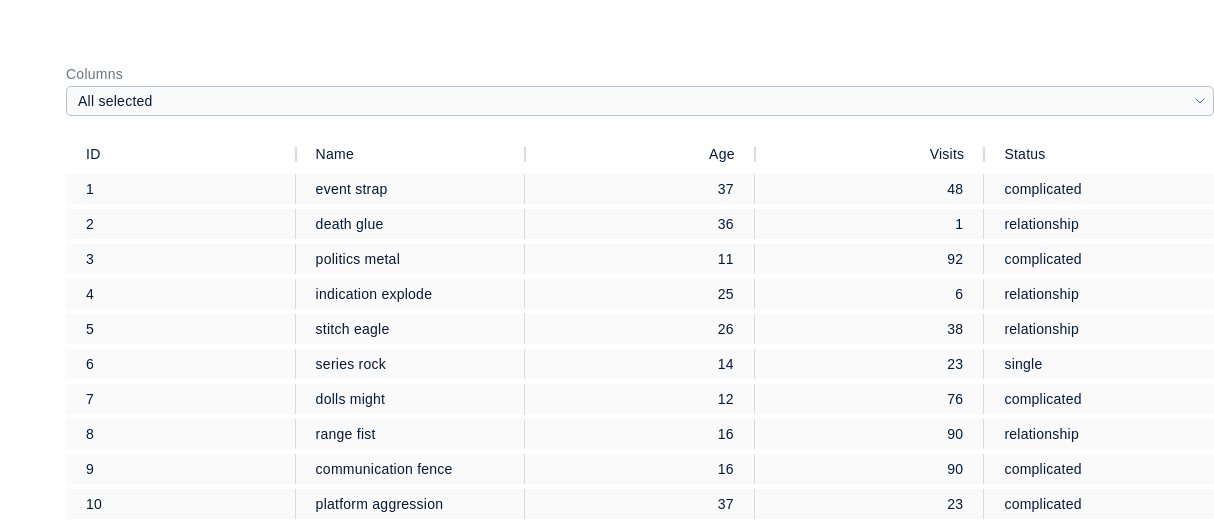 Columns
All selected
ID Name Age Visits Status
1 event strap 37 48 complicated
2 death glue 36 1 relationship
3 politics metal 11 92 complicated
4 indication explode 25 6 relationship
5 stitch eagle 26 38 relationship
6 series rock 14 23 single
7 dolls might 12 76 complicated
8 range fist 16 90 relationship
9 communication fence 16 90 complicated
10 platform aggression 37 23 complicated